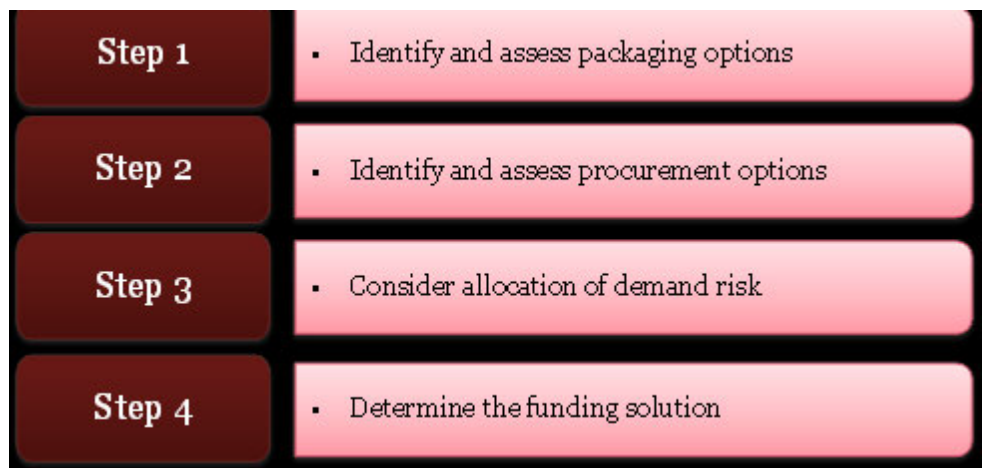 Step 1
▪ Identify and assess packaging options
Step 2
▪ Identify and assess procurement options
Step 3
▪ Consider allocation of demand risk
Step 4
▪ Determine the funding solution